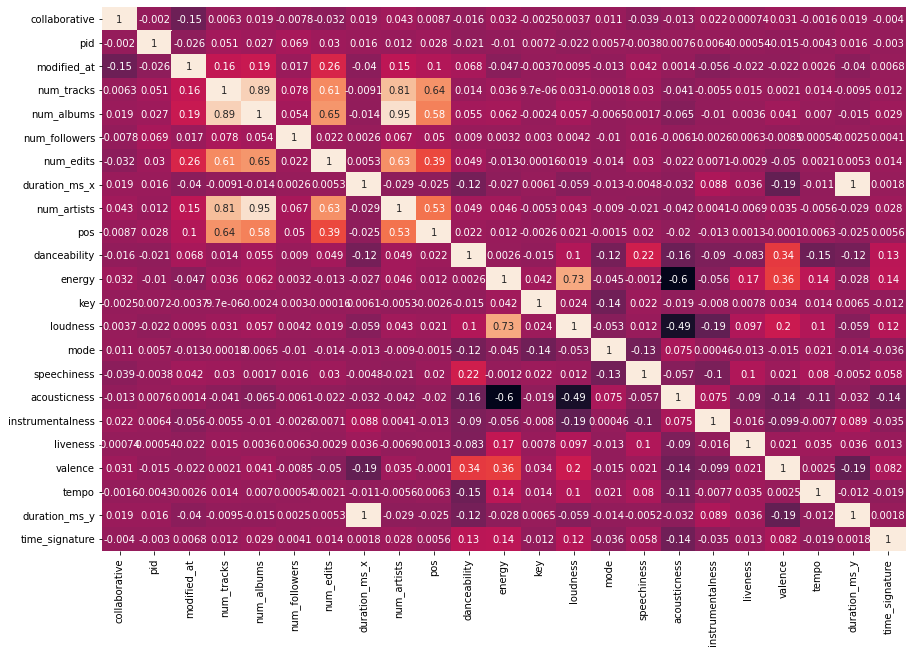 collaborative 1 -0.002 -0.15 0.0063 0.019 -0.0078 -0.032 0.019 0.043 0.0087 -0.016 0.032 -0.0025 0.0037 0.011 -0.039 -0.013 0.022 0.00074 0.031 -0.0016 0.019 -0.004
pid -0.002 1 -0.026 0.051 0.027 0.069 0.03 0.016 0.012 0.028 -0.021 -0.01 0.0072 -0.022 0.0057 -0.0038 0.0076 0.0064 0.00054 -0.015 -0.0043 0.016 -0.003
modified_at -0.15 -0.026 1 0.16 0.19 0.017 0.26 -0.04 0.15 0.1 0.068 -0.047 -0.0037 0.0095 -0.013 0.042 0.0014 -0.056 -0.022 -0.022 0.0026 -0.04 0.0068
num_tracks 0.0063 0.051 0.16 1 0.89 0.078 0.61 -0.0091 0.81 0.64 0.014 0.036 9.7e-06 0.031 -0.00018 0.03 -0.041 -0.0055 0.015 0.0021 0.014 -0.0095 0.012
num_albums 0.019 0.027 0.19 0.89 1 0.054 0.65 -0.014 0.95 0.58 0.055 0.062 -0.0024 0.057 -0.0065 0.0017 -0.065 -0.01 0.0036 0.041 0.007 -0.015 0.029
num_followers -0.0078 0.069 0.017 0.078 0.054 1 0.022 0.0026 0.067 0.05 0.009 0.0032 0.003 0.0042 -0.01 0.016 -0.0061 -0.0026 0.0063 -0.0085 0.00054 0.0025 0.0041
num_edits -0.032 0.03 0.26 0.61 0.65 0.022 1 0.0053 0.63 0.39 0.049 -0.013 -0.00016 0.019 -0.014 0.03 -0.022 0.0071 -0.0029 -0.05 0.0021 0.0053 0.014
duration_ms_x 0.019 0.016 -0.04 -0.0091 -0.014 0.0026 0.0053 1 -0.029 -0.025 -0.12 -0.027 0.0061 -0.059 -0.013 -0.0048 -0.032 0.088 0.036 -0.19 -0.011 1 0.0018
num_artists 0.043 0.012 0.15 0.81 0.95 0.067 0.63 -0.029 1 0.53 0.049 0.046 -0.0053 0.043 -0.009 -0.021 -0.042 0.0041 -0.0069 0.035 -0.0056 -0.029 0.028
pos 0.0087 0.028 0.1 0.64 0.58 0.05 0.39 -0.025 0.53 1 0.022 0.012 -0.0026 0.021 -0.0015 0.02 -0.02 -0.013 0.0013 -0.0001 0.0063 -0.025 0.0056
danceability -0.016 -0.021 0.068 0.014 0.055 0.009 0.049 -0.12 0.049 0.022 1 0.0026 -0.015 0.1 -0.12 0.22 -0.16 -0.09 -0.083 0.34 -0.15 -0.12 0.13
energy 0.032 -0.01 -0.047 0.036 0.062 0.0032 -0.013 -0.027 0.046 0.012 0.0026 1 0.042 0.73 -0.045 -0.0012 -0.6 -0.056 0.17 0.36 0.14 -0.028 0.14
key -0.0025 0.0072 -0.0037 9.7e-06 -0.0024 0.003 -0.00016 0.0061 -0.0053 -0.0026 -0.015 0.042 1 0.024 -0.14 0.022 -0.019 -0.008 0.0078 0.034 0.014 0.0065 -0.012
loudness 0.0037 -0.022 0.0095 0.031 0.057 0.0042 0.019 -0.059 0.043 0.021 0.1 0.73 0.024 1 -0.053 0.012 -0.49 -0.19 0.097 0.2 0.1 -0.059 0.12
mode 0.011 0.0057 -0.013 -0.00018 -0.0065 -0.01 -0.014 -0.013 -0.009 -0.0015 -0.12 -0.045 -0.14 -0.053 1 -0.13 0.075 0.00046 -0.013 -0.015 0.021 -0.014 -0.036
speechiness -0.039 -0.0038 0.042 0.03 0.0017 0.016 0.03 -0.0048 -0.021 0.02 0.22 -0.0012 0.022 0.012 -0.13 1 -0.057 -0.1 0.1 0.021 0.08 -0.0052 0.058
acousticness -0.013 0.0076 0.0014 -0.041 -0.065 -0.0061 -0.022 -0.032 -0.042 -0.02 -0.16 -0.6 -0.019 -0.49 0.075 -0.057 1 0.075 -0.09 -0.14 -0.11 -0.032 -0.14
instrumentalness 0.022 0.0064 -0.056 -0.0055 -0.01 -0.0026 0.0071 0.088 0.0041 -0.013 -0.09 -0.056 -0.008 -0.19 0.00046 -0.1 0.075 1 -0.016 -0.099 -0.0077 0.089 -0.035
liveness -0.00074 -0.00054 -0.022 0.015 0.0036 0.0063 -0.0029 0.036 -0.0069 0.0013 -0.083 0.17 0.0078 0.097 -0.013 0.1 -0.09 -0.016 1 0.021 0.035 0.036 0.013
valence 0.031 -0.015 -0.022 0.0021 0.041 -0.0085 -0.05 -0.19 0.035 -0.0001 0.34 0.36 0.034 0.2 -0.015 0.021 -0.14 -0.099 0.021 1 0.0025 -0.19 0.082
tempo -0.0016 -0.0043 0.0026 0.014 0.007 0.00054 0.0021 -0.011 -0.0056 0.0063 -0.15 0.14 0.014 0.1 0.021 0.08 -0.11 -0.0077 0.035 0.0025 1 -0.012 -0.019
duration_ms_y 0.019 0.016 -0.04 -0.0095 -0.015 0.0025 0.0053 1 -0.029 -0.025 -0.12 -0.028 0.0065 -0.059 -0.014 -0.0052 -0.032 0.089 0.036 -0.19 -0.012 1 0.0018
time_signature -0.004 -0.003 0.0068 0.012 0.029 0.0041 0.014 0.0018 0.028 0.0056 0.13 0.14 -0.012 0.12 -0.036 0.058 -0.14 -0.035 0.013 0.082 -0.019 0.0018 1
collaborative
pid
modified_at
num_tracks
num_albums
num_followers
num_edits
duration_ms_x
num_artists
pos
danceability
energy
key
loudness
mode
speechiness
acousticness
instrumentalness
liveness
valence
tempo
duration_ms_y
time_signature